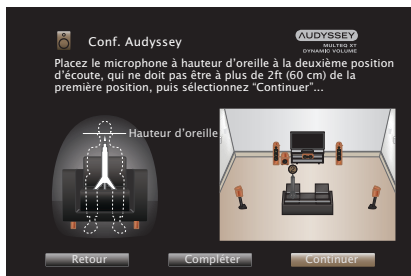 Conf. Audyssey
AUDYSSEY
MULTEQ XT
DYNAMIC VOLUME
Placez le microphone à hauteur d'oreille à la deuxième position
d'écoute, qui ne doit pas être à plus de 2ft (60 cm) de la
première position, puis sélectionnez “Continuer”...
Hauteur d'oreille
Retour
Compléter
Continuer